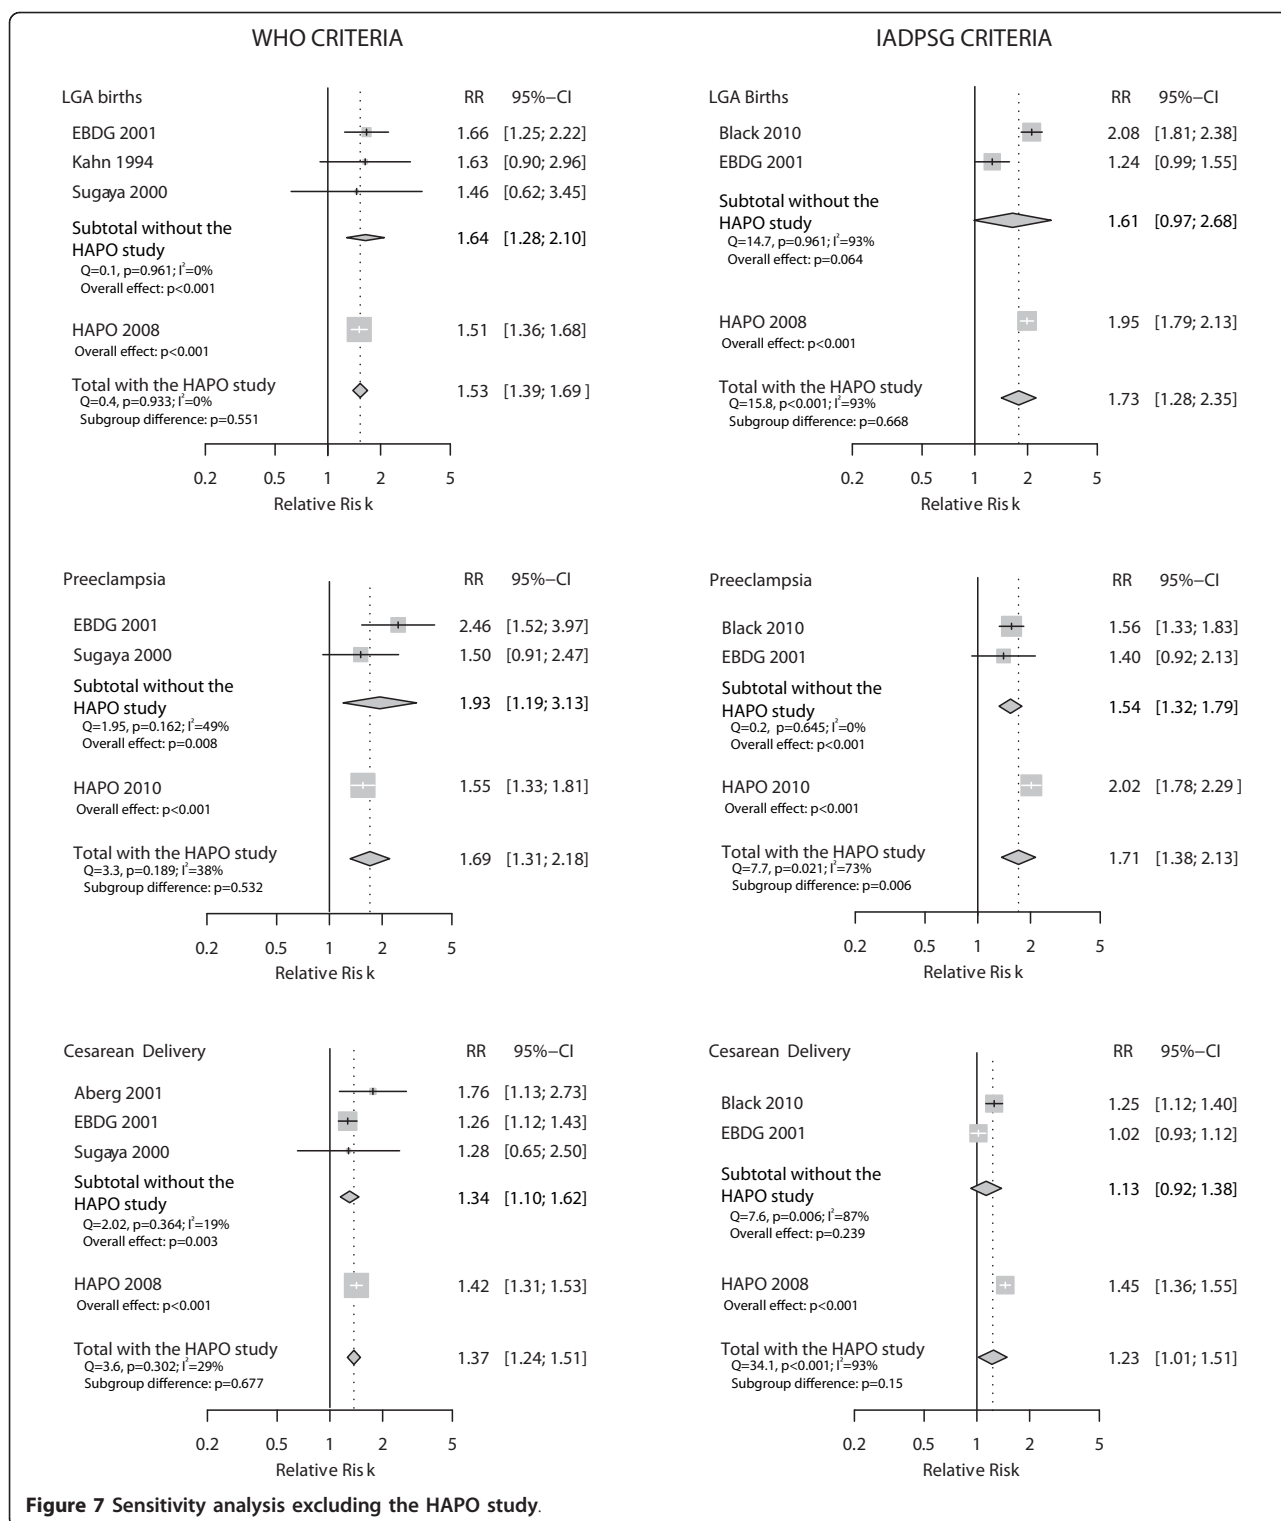 WHO CRITERIA
LGA births RR 95%−CI
EBDG 2001 1.66 [1.25; 2.22]
Kahn 1994 1.63 [0.90; 2.96]
Sugaya 2000 1.46 [0.62; 3.45]
Subtotal without the
HAPO study 1.64 [1.28; 2.10]
Q=0.1, p=0.961; I²=0%
Overall effect: p<0.001
HAPO 2008 1.51 [1.36; 1.68]
Overall effect: p<0.001
Total with the HAPO study 1.53 [1.39; 1.69 ]
Q=0.4, p=0.933; I²=0%
Subgroup difference: p=0.551
0.2 0.5 1 2 5
Relative Risk
IADPSG CRITERIA
LGA Births RR 95%−CI
Black 2010 2.08 [1.81; 2.38]
EBDG 2001 1.24 [0.99; 1.55]
Subtotal without the
HAPO study 1.61 [0.97; 2.68]
Q=14.7, p=0.961; I²=93%
Overall effect: p=0.064
HAPO 2008 1.95 [1.79; 2.13]
Overall effect: p<0.001
Total with the HAPO study 1.73 [1.28; 2.35]
Q=15.8, p<0.001; I²=93%
Subgroup difference: p=0.668
0.2 0.5 1 2 5
Relative Risk
Preeclampsia RR 95%−CI
EBDG 2001 2.46 [1.52; 3.97]
Sugaya 2000 1.50 [0.91; 2.47]
Subtotal without the
HAPO study 1.93 [1.19; 3.13]
Q=1.95, p=0.162; I²=49%
Overall effect: p=0.008
HAPO 2010 1.55 [1.33; 1.81]
Overall effect: p<0.001
Total with the HAPO study 1.69 [1.31; 2.18]
Q=3.3, p=0.189; I²=38%
Subgroup difference: p=0.532
0.2 0.5 1 2 5
Relative Risk
Preeclampsia RR 95%−CI
Black 2010 1.56 [1.33; 1.83]
EBDG 2001 1.40 [0.92; 2.13]
Subtotal without the
HAPO study 1.54 [1.32; 1.79]
Q=0.2, p=0.645; I²=0%
Overall effect: p<0.001
HAPO 2010 2.02 [1.78; 2.29 ]
Overall effect: p<0.001
Total with the HAPO study 1.71 [1.38; 2.13]
Q=7.7, p=0.021; I²=73%
Subgroup difference: p=0.006
0.2 0.5 1 2 5
Relative Risk
Cesarean Delivery RR 95%−CI
Aberg 2001 1.76 [1.13; 2.73]
EBDG 2001 1.26 [1.12; 1.43]
Sugaya 2000 1.28 [0.65; 2.50]
Subtotal without the
HAPO study 1.34 [1.10; 1.62]
Q=2.02, p=0.364; I²=19%
Overall effect: p=0.003
HAPO 2008 1.42 [1.31; 1.53]
Overall effect: p<0.001
Total with the HAPO study 1.37 [1.24; 1.51]
Q=3.6, p=0.302; I²=29%
Subgroup difference: p=0.677
0.2 0.5 1 2 5
Relative Risk
Cesarean Delivery RR 95%−CI
Black 2010 1.25 [1.12; 1.40]
EBDG 2001 1.02 [0.93; 1.12]
Subtotal without the
HAPO study 1.13 [0.92; 1.38]
Q=7.6, p=0.006; I²=87%
Overall effect: p=0.239
HAPO 2008 1.45 [1.36; 1.55]
Overall effect: p<0.001
Total with the HAPO study 1.23 [1.01; 1.51]
Q=34.1, p<0.001; I²=93%
Subgroup difference: p=0.15
0.2 0.5 1 2 5
Relative Risk
Figure 7 Sensitivity analysis excluding the HAPO study.